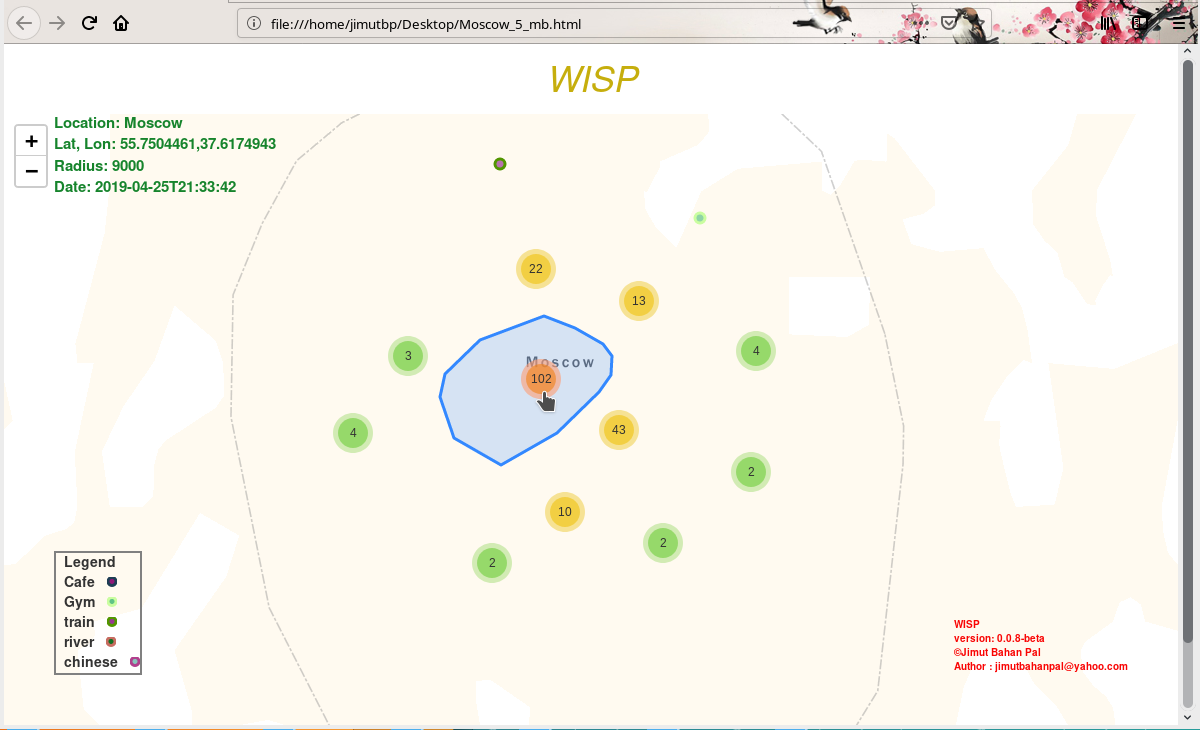 file:///home/jimutbp/Desktop/Moscow_5_mb.html
WISP
+
−
Location: Moscow
Lat, Lon: 55.7504461,37.6174943
Radius: 9000
Date: 2019-04-25T21:33:42
22
13
3
Moscow
4
102
4
43
2
10
2
2
Legend
Cafe
Gym
train
river
chinese
WISP
version: 0.0.8-beta
©Jimut Bahan Pal
Author : jimutbahanpal@yahoo.com